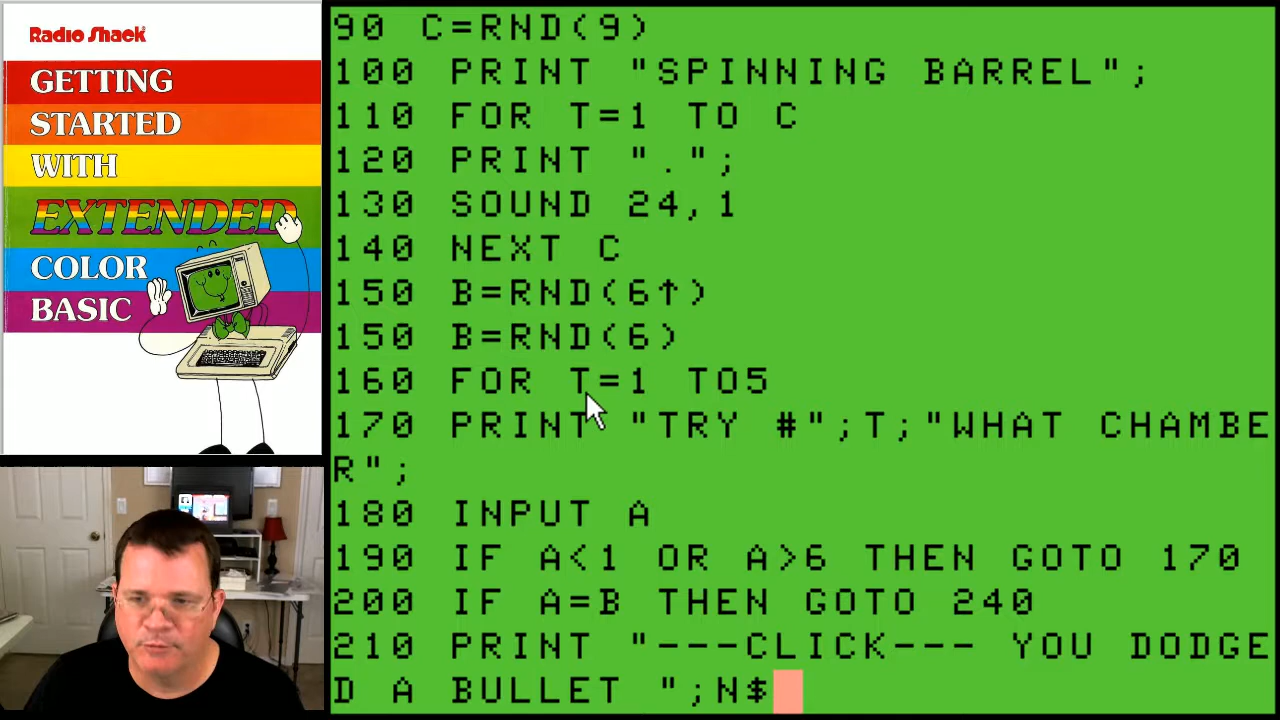 Radio Shack
GETTING
STARTED
WITH
EXTENDED
COLOR
BASIC
90 C=RND(9)
100 PRINT "SPINNING BARREL";
110 FOR T=1 TO C
120 PRINT ".";
130 SOUND 24,1
140 NEXT C
150 B=RND(6↑)
150 B=RND(6)
160 FOR T=1 TO5
170 PRINT "TRY #";T;"WHAT CHAMBE
R";
180 INPUT A
190 IF A<1 OR A>6 THEN GOTO 170
200 IF A=B THEN GOTO 240
210 PRINT "---CLICK--- YOU DODGE
D A BULLET ";N$